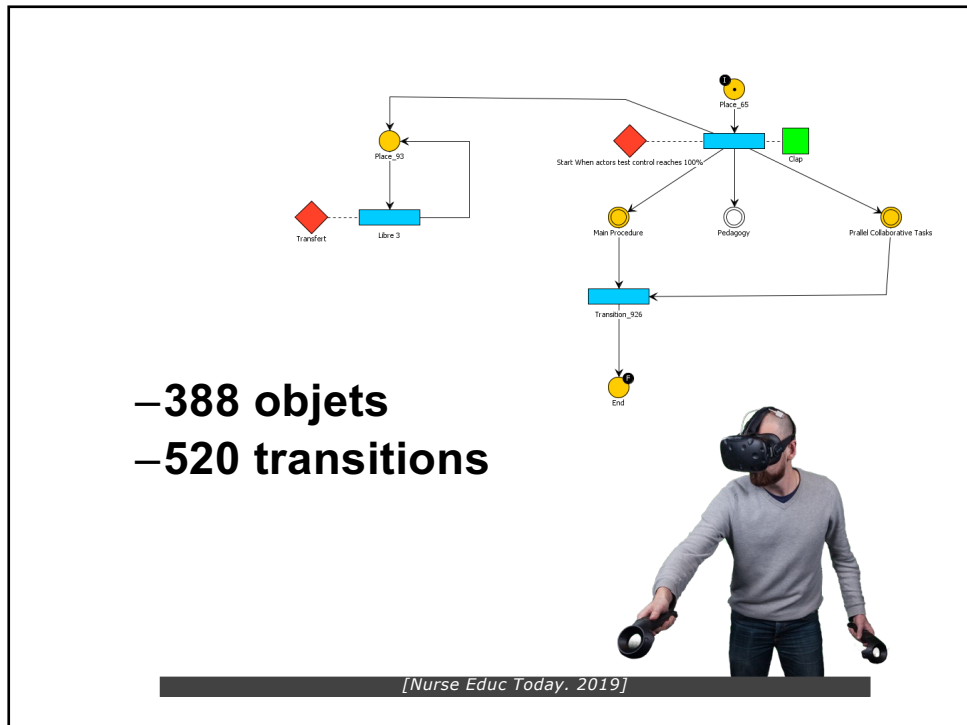 I
Place_65
Place_93
Start When actors test control reaches 100%
Clap
Transfert
Libre 3
Main Procedure
Pedagogy
Prallel Collaborative Tasks
Transition_926
F
End
–388 objets
–520 transitions
[Nurse Educ Today. 2019]